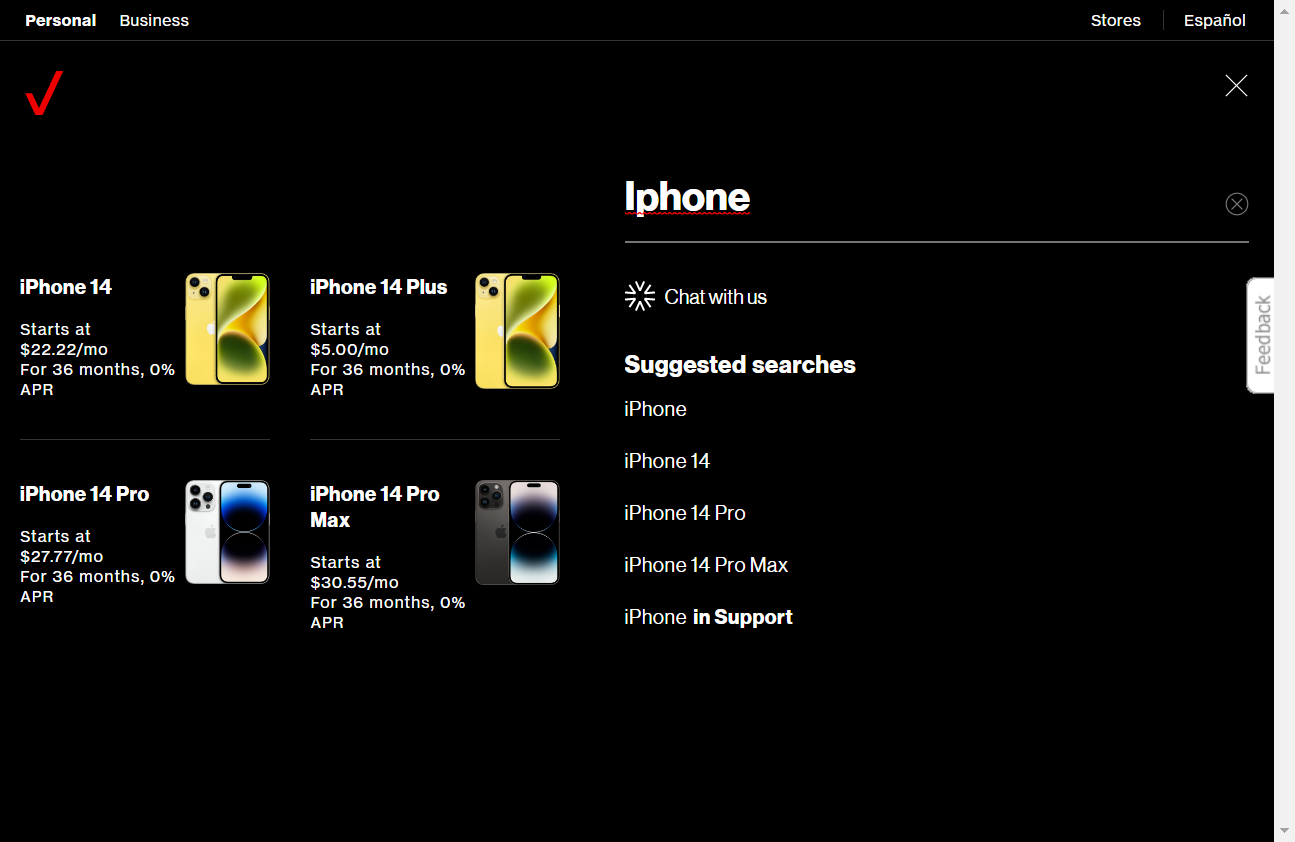 Personal Business
Stores Español
Iphone
iPhone 14
Starts at
$22.22/mo
For 36 months, 0%
APR
iPhone 14 Plus
Starts at
$5.00/mo
For 36 months, 0%
APR
iPhone 14 Pro
Starts at
$27.77/mo
For 36 months, 0%
APR
iPhone 14 Pro
Max
Starts at
$30.55/mo
For 36 months, 0%
APR
Chat with us
Suggested searches
iPhone
iPhone 14
iPhone 14 Pro
iPhone 14 Pro Max
iPhone in Support
Feedback